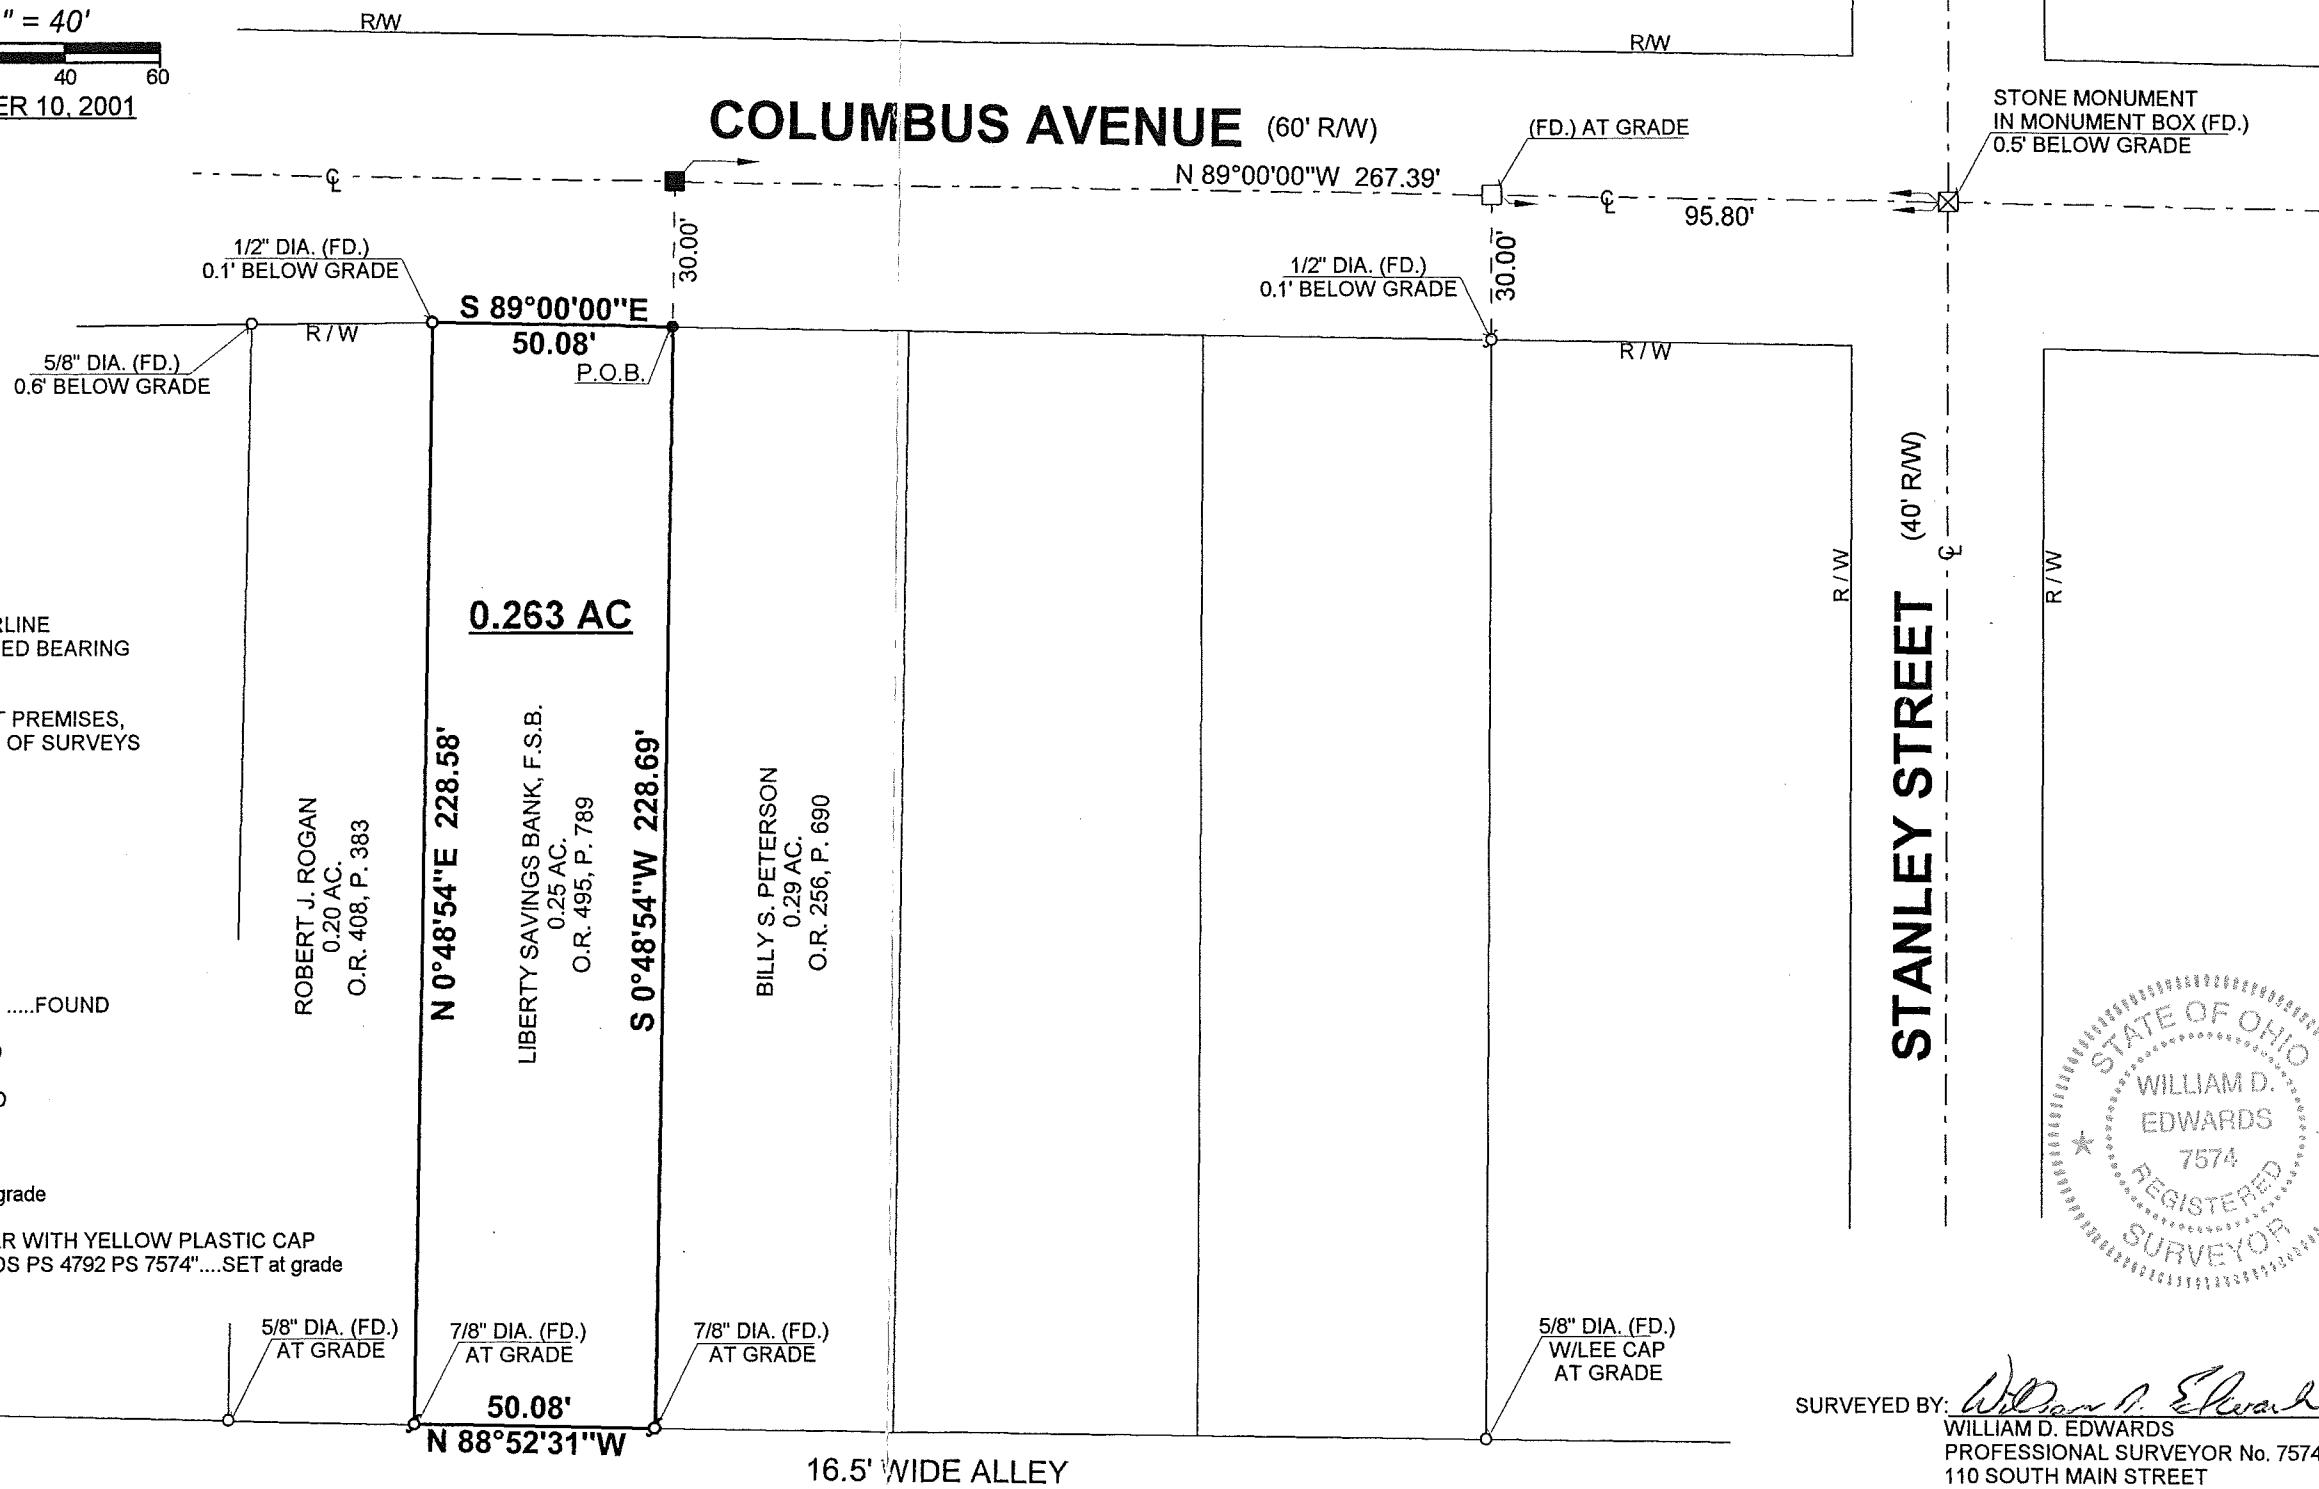 " = 40'
40 60
ER 10, 2001
R/W
R/W
COLUMBUS AVENUE (60' R/W)
(FD.) AT GRADE
STONE MONUMENT
IN MONUMENT BOX (FD.)
0.5' BELOW GRADE
N 89°00'00"W 267.39'
95.80'
30.00'
30.00'
1/2" DIA. (FD.)
0.1' BELOW GRADE
1/2" DIA. (FD.)
0.1' BELOW GRADE
S 89°00'00"E
50.08'
P.O.B.
R/W
R/W
5/8" DIA. (FD.)
0.6' BELOW GRADE
0.263 AC
RLINE
ED BEARING
T PREMISES,
OF SURVEYS
ROBERT J. ROGAN
0.20 AC.
O.R. 408, P. 383
N 0°48'54"E 228.58'
LIBERTY SAVINGS BANK, F.S.B.
0.25 AC.
O.R. 495, P. 789
S 0°48'54"W 228.69'
BILLY S. PETERSON
0.29 AC.
O.R. 256, P. 690
R/W
STANLEY STREET (40' R/W)
R/W
.....FOUND
grade
R WITH YELLOW PLASTIC CAP
DS PS 4792 PS 7574"....SET at grade
5/8" DIA. (FD.)
AT GRADE
7/8" DIA. (FD.)
AT GRADE
7/8" DIA. (FD.)
AT GRADE
5/8" DIA. (FD.)
W/LEE CAP
AT GRADE
50.08'
N 88°52'31"W
16.5' WIDE ALLEY
STATE OF OHIO
WILLIAM D.
EDWARDS
7574
REGISTERED
SURVEYOR
SURVEYED BY: William D. Edwards
WILLIAM D. EDWARDS
PROFESSIONAL SURVEYOR No. 7574
110 SOUTH MAIN STREET